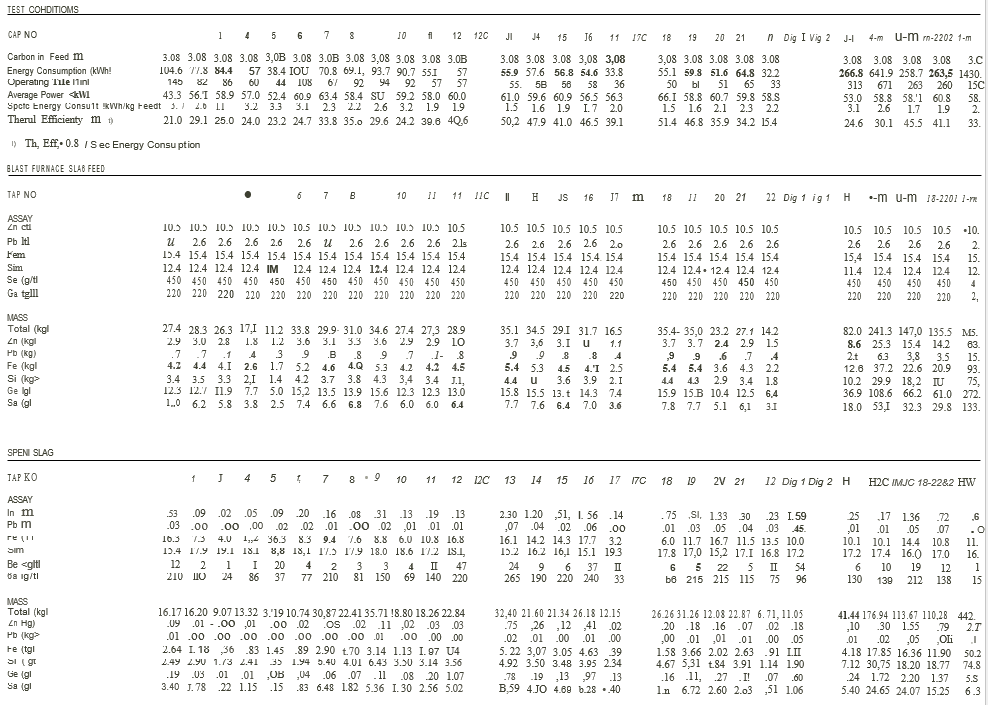 TEST CONDITIONS
CAP NO 1 4 5 6 7 8 10 fl 12 12C Jl J4 15 J6 11 17C 18 19 20 21 n Dig I Vig 2 J-I 4-m u-m rn-2202 1-m
Carbon in Feed m 3.08 3.08 3.08 3.08 3,0B 3.08 3.0B 3.08 3.08 3.08 3.08 3.0B 3.08 3.08 3.08 3.08 3,08 3,08 3.08 3.08 3.08 3.08 3.08 3.08 3.08 3.08 3.C
Energy Consumption (kWh! 104.6 77.8 84.4 57 38.4 IOU 70.8 69.1, 93.7 90.7 55.I 57 55.9 57.6 56.8 54.6 33.8 55.1 59.8 51.6 64.8 32.2 266.8 641.9 258.7 263,5 1430.
145 82 86 60 44 108 67 92 94 92 57 57 55. 5B 56 58 36 50 bl 51 65 33 313 671 263 260 15C
Average Power <kWl 43.3 56.'I 58.9 57.0 52.4 60.9 63.4 58.4 SU 59.2 58.0 60.0 61.0 59.6 60.9 56.5 56.3 66.I 58.8 60.7 59.8 58.S 53.0 58.8 58.'1 60.8 58.
3.7 2.6 11 3.2 3.3 3.1 2.3 2.2 2.6 3.2 1.9 1.9 1.5 1.6 1.9 I.7 2.0 1.5 1.6 2.1 2.3 2.2 3.1 2.6 1.7 1.9 2.
Therul Efficienty m 1) 21.0 29.1 25.0 24.0 23.2 24.7 33.8 35.o 29.6 24.2 39.6 4Q,6 50,2 47.9 41.0 46.5 39.1 51.4 46.8 35.9 34.2 15.4 24.6 30.1 45.5 41.1 33.
1) Th, Eff,• 0.8 / S ec Energy Consu ption
BLAST FURNACE SLAG FEED
TAP NO ● 6 7 B 10 11 11 11C ll H JS 16 I7 m 18 11 20 21 22 Dig 1 ig 1 H •-m u-m 18-2201 1-m
ASSAY
10.5 10.5 10.5 10.5 10.5 10.5 10.5 10.5 10.5 10.5 10.5 10.5 10.5 10.5 10.5 10.5 10.5 10.5 10.5 10.5 10.5 10.5 10.5 10.5 10.5 10.5 •10.
Pb ltl U 2.6 2.6 2.6 2.6 2.6 U 2.6 2.6 2.6 2.6 2.ls 2.6 2.6 2.6 2.6 2.o 2.6 2.6 2.6 2.6 2.6 2.6 2.6 2.6 2.6 2.
Fem 15.4 15.4 15.4 15.4 15.4 15.4 15.4 15.4 15.4 15.4 15.4 15.4 15.4 15.4 15.4 15.4 15.4 15.4 15.4 15.4 15.4 15.4 15,4 15.4 15.4 15.4 15.
Sim 12.4 12.4 12.4 12.4 IM 12.4 12.4 12.4 12.4 12.4 12.4 12.4 12.4 12.4 12.4 12.4 12.4 12.4 12.4 • 12.4 12.4 12.4 11.4 12.4 12.4 12.4 12.
Se (g/tl 450 450 450 450 450 450 450 450 450 450 450 450 450 450 450 450 450 450 450 450 450 450 450 450 450 450 4
Ga tglll 220 220 220 220 220 220 220 220 220 220 220 220 220 220 220 220 220 220 220 220 220 220 220 220 220 220 2,
MASS
Total (kgl 27.4 28.3 26.3 17,I 11.2 33.8 29.9- 31.0 34.6 27.4 27,3 28.9 35.1 34.5 29.I 31.7 16.5 35.4- 35,0 23.2 27.1 14.2 82.0 241.3 147,0 135.5 M5.
Zn (kgl 2.9 3.0 2.8 1.8 1.2 3.6 3.1 3.3 3.6 2.9 2.9 1.O 3.7 3,6 3.I u 1.1 3.7 3.7 2.4 2.9 1.5 8.6 25.3 15.4 14.2 63.
Pb (kg) .7 .7 .1 .4 .3 .9 .B .8 .9 .7 .1- .8 .9 .9 .8 .8 .4 ,9 .9 .6 .7 .4 2.t 6.3 3,8 3.5 15.
Fe (kgl 4.2 4.4 4.I 2.6 1.7 5.2 4.6 4.Q 5.3 4.2 4.2 4.5 5.4 5.3 4.5 4.'I 2.5 5.4 5.4 3.6 4.3 2.2 12.6 37.2 22.6 20.9 93.
Si (kg> 3.4 3.5 3.3 2,I 1.4 4.2 3.7 3.8 4.3 3,4 3.4 J.1, 4.4 u 3.6 3.9 2.I 4.4 4.3 2.9 3.4 1.8 10.2 29.9 18,2 IU 75,
Ge lgl 12.3 12.7 I1.9 7.7 5.0 15,2 13.5 13.9 15.6 12.3 12.3 13.0 15.8 15.5 13. t 14.3 7.4 15.9 15.B 10.4 12.5 6,4 36.9 108.6 66.2 61.0 272.
Sa (gl 1,,0 6.2 5.8 3.8 2.5 7.4 6.6 6.8 7.6 6.0 6.0 6.4 7.7 7.6 6.4 7.0 3.6 7.8 7.7 5.1 6,1 3.I 18.0 53,I 32.3 29.8 133.
SPENI SLAG
TAP KO 1 J 4 5 t, 7 8 • 9 10 11 12 I2C 13 14 15 16 17 I7C 18 I9 2V 21 I2 Dig 1 Dig 2 H H2C IMJC 18-22&2 HW
ASSAY
In m .53 .09 .02 .05 .09 .20 .16 .08 .31 .13 .19 .13 2.30 1.20 ,51, I. 56 .14 .75 ,SI, 1.33 .30 .23 I.59 .25 .17 1.36 .72 ,6
Pb m .03 .OO .OO ,00 .02 .02 .01 .OO .02 ,01 .01 .01 ,07 .04 .02 .06 .oo .01 .03 .05 .04 .03 .45. .01 .01 .05 .07 . O
16.3 7.3 4.0 1,,2 36.3 8.3 9.4 7.6 8.8 6.0 10.8 16.8 16.1 14.2 14.3 17.7 3.2 6.0 11.7 16.7 11.5 13.5 10.0 10.1 10.1 14.4 10.8 11.
Sim 15.4 17.9 19.1 18.1 8,8 18,1 17.5 17.9 18.0 18.6 17.2 IS.I, 15.2 16.2 16,1 15.1 19.3 17.8 17,0 15,2 17.I 16.8 17.2 17.2 17.4 16.() 17.0 16.
Be <gltl 12 2 1 I 20 4 2 2 3 4 II 47 24 9 6 37 II 6 5 22 5 II 54 6 10 19 12 1
210 IIO 24 86 37 77 210 81 150 69 140 220 265 190 220 240 33 b6 215 215 115 75 96 130 139 212 138 15
MASS
Total (kgl 16.17 16.20 9.07 13.32 3.'19 10.74 30,87 22.41 35.71 !8.80 18.26 22.84 32,40 21.60 21.34 26.18 12.15 26.26 31.26 12.08 22.87 6.71, 11.05 41.44 176.94 113.67 110,28 442.
Zn Hg) .09 .01 - .OO .01 .00 .02 .OS .02 .11 .02 .03 .03 .75 ,26 .12 ,41 .02 .20 .18 .16 .07 .02 .18 ,10 .30 1.55 .79 2.T
Pb (kg> .01 .00 .00 .00 .00 .00 .00 .00 .01 .00 .00 .00 .02 .01 .00 .01 .00 ,00 .01 .01 .01 .00 .05 .01 .02 .05 ,OIi .I
Fe (tgl 2.64 I. 18 ,36 .83 1.45 .89 2.90 t.70 3.14 1.13 I. 97 U4 5. 22 3,07 3.05 4.63 .39 1.58 3.66 2.02 2.63 .91 I.II 4.18 17.85 16.36 11.90 50.2
2.49 2.90 1.73 2.41 .35 1.94 5.40 4.01 6.43 3.50 3.14 3.56 4.92 3.50 3.48 3.95 2.34 4.67 5,31 t.84 3.91 1.14 1.90 7.12 30,75 18.20 18.77 74.8
Ge (gl .19 .03 .01 .01 ,OB ,04 .06 .07 .11 .08 .20 1.07 .78 .19 ,13 ,97 .13 .16 .11, .27 . I! .07 .60 .24 1.72 2.20 1.37 5.S
Sa (gl 3.40 J.78 .22 1.15 .15 .83 6.48 1.82 5.36 I.30 2.56 5.02 B,59 4.JO 4.69 b.28 •.40 1.n 6.72 2.60 2.o3 ,51 1.06 5.40 24.65 24.07 15.25 6.3